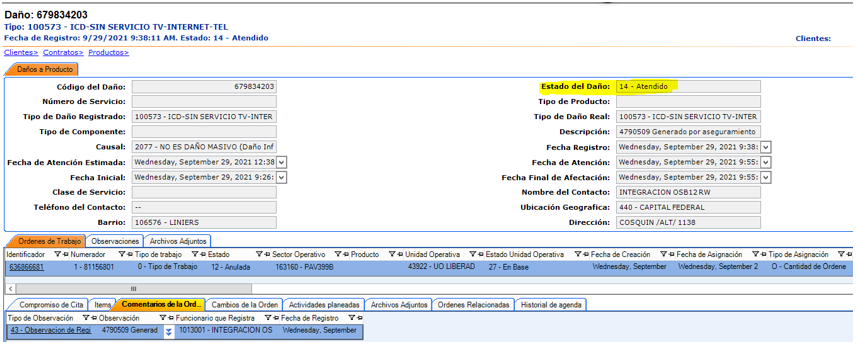 Daño: 679834203
Tipo: 100573 - ICD-SIN SERVICIO TV-INTERNET-TEL
Fecha de Registro: 9/29/2021 9:38:11 AM. Estado: 14 - Atendido
Clientes:
Clientes> Contratos> Productos>
Daños a Producto
Código del Daño: 679834203 Estado del Daño: 14 - Atendido
Número de Servicio: Tipo de Producto:
Tipo de Daño Registrado: 100573 - ICD-SIN SERVICIO TV-INTER Tipo de Daño Real: 100573 - ICD-SIN SERVICIO TV-INTER
Tipo de Componente: Descripción: 4790509 Generado por aseguramiento
Causal: 2077 - NO ES DAÑO MASIVO (Daño Inf Fecha Registro: Wednesday, September 29, 2021 9:38:
Fecha de Atención Estimada: Wednesday, September 29, 2021 12:38 Fecha de Atención: Wednesday, September 29, 2021 9:55:
Fecha Inicial: Wednesday, September 29, 2021 9:26: Fecha Final de Afectación: Wednesday, September 29, 2021 9:55:
Clase de Servicio: Nombre del Contacto: INTEGRACION OSB12 RW
Teléfono del Contacto: -- Ubicación Geografica: 440 - CAPITAL FEDERAL
Barrio: 106576 - LINIERS Dirección: COSQUIN /ALT/ 1138
Ordenes de Trabajo Observaciones Archivos Adjuntos
Identificador Numerador Tipo de trabajo Estado Sector Operativo Producto Unidad Operativa Estado Unidad Operativa Fecha de Creación Fecha de Asignación Tipo de Asignación
636866681 1 - 81156801 0 - Tipo de Trabajo 12 - Anulada 163160 - PAV399B 43922 - UO LIBERAD 27 - En Base Wednesday, September Wednesday, September 2 O - Cantidad de Ordene
Compromiso de Cita Items Comentarios de la Ord... Cambios de la Orden Actividades planeadas Archivos Adjuntos Ordenes Relacionadas Historial de agenda
Tipo de Observación Observación Funcionario que Registra Fecha de Registro
43 - Observacion de Regi 4790509 Generad 1013001 - INTEGRACION OS Wednesday, September